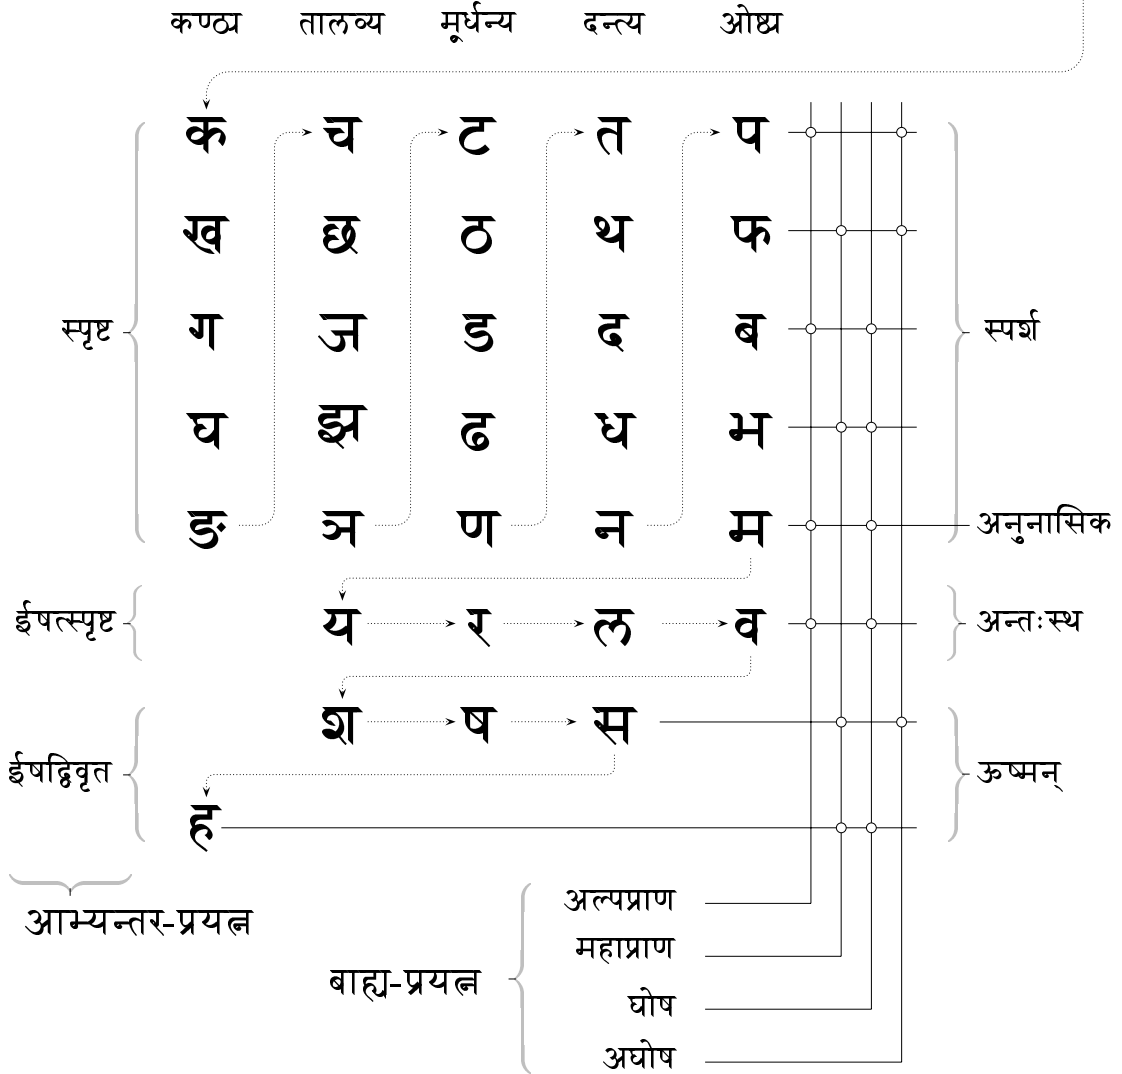 कण्ठ्य तालव्य मूर्धन्य दन्त्य ओष्ठ्य
क च ट त प
ख छ ठ थ फ
स्पृष्ट ग ज ड द ब स्पर्श
घ झ ढ ध भ
ङ ञ ण न म अनुनासिक
ईषत्स्पृष्ट य र ल व अन्तःस्थ
श ष स
ईषद्विवृत ऊष्मन्
ह
अल्पप्राण
आभ्यन्तर-प्रयत्न
महाप्राण
बाह्य-प्रयत्न
घोष
अघोष